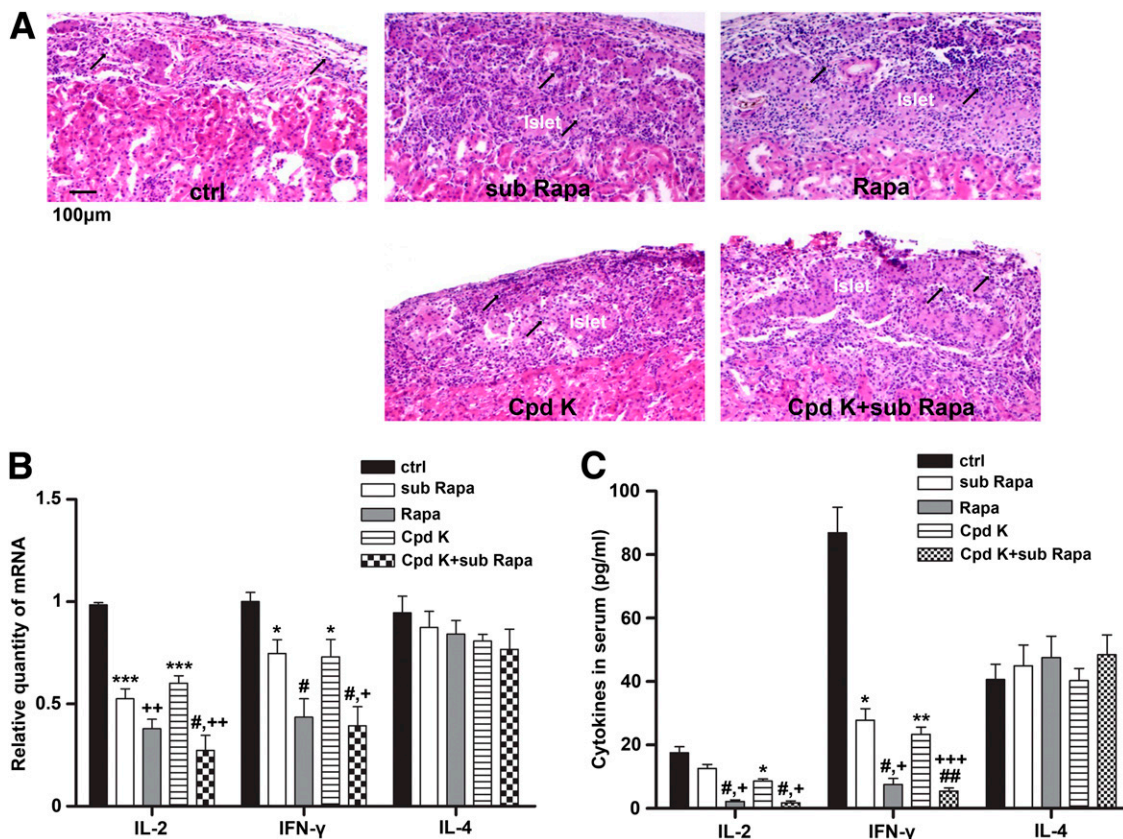 A
ctrl
100μm
Islet
sub Rapa
Islet
Rapa
Islet
Cpd K
Islet
Cpd K+sub Rapa
B
ctrl
sub Rapa
Rapa
Cpd K
Cpd K+sub Rapa
Relative quantity of mRNA
1.5
1
0.5
0
***
++
***
#,++
*
#
*
#,+
IL-2
IFN-γ
IL-4
C
ctrl
sub Rapa
Rapa
Cpd K
Cpd K+sub Rapa
Cytokines in serum (pg/ml)
100
80
60
40
20
0
#,+
*
#,+
*
#,+
**
+++
##
IL-2
IFN-γ
IL-4